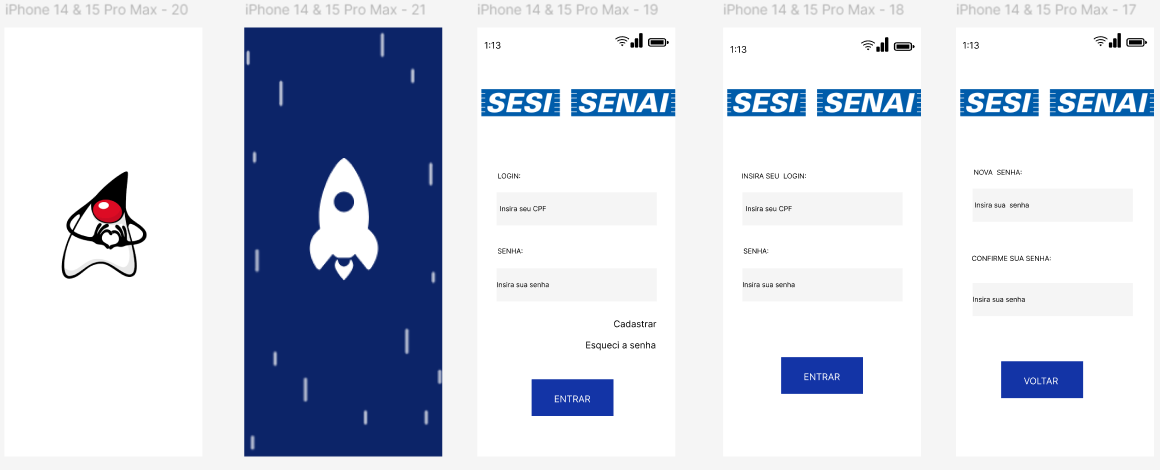 iPhone 14 & 15 Pro Max - 20
iPhone 14 & 15 Pro Max - 21
iPhone 14 & 15 Pro Max - 19
1:13
SESI SENAI
LOGIN:
Insira seu CPF
SENHA:
Insira sua senha
Cadastrar
Esqueci a senha
ENTRAR
iPhone 14 & 15 Pro Max - 18
1:13
SESI SENAI
INSIRA SEU LOGIN:
Insira seu CPF
SENHA:
Insira sua senha
ENTRAR
iPhone 14 & 15 Pro Max - 17
1:13
SESI SENAI
NOVA SENHA:
Insira sua senha
CONFIRME SUA SENHA:
Insira sua senha
VOLTAR